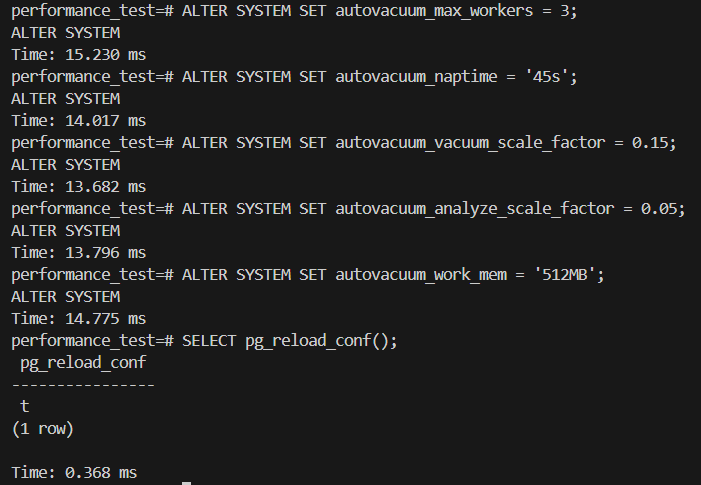 performance_test=# ALTER SYSTEM SET autovacuum_max_workers = 3;
ALTER SYSTEM
Time: 15.230 ms
performance_test=# ALTER SYSTEM SET autovacuum_naptime = '45s';
ALTER SYSTEM
Time: 14.017 ms
performance_test=# ALTER SYSTEM SET autovacuum_vacuum_scale_factor = 0.15;
ALTER SYSTEM
Time: 13.682 ms
performance_test=# ALTER SYSTEM SET autovacuum_analyze_scale_factor = 0.05;
ALTER SYSTEM
Time: 13.796 ms
performance_test=# ALTER SYSTEM SET autovacuum_work_mem = '512MB';
ALTER SYSTEM
Time: 14.775 ms
performance_test=# SELECT pg_reload_conf();
 pg_reload_conf
----------------
 t
(1 row)

Time: 0.368 ms